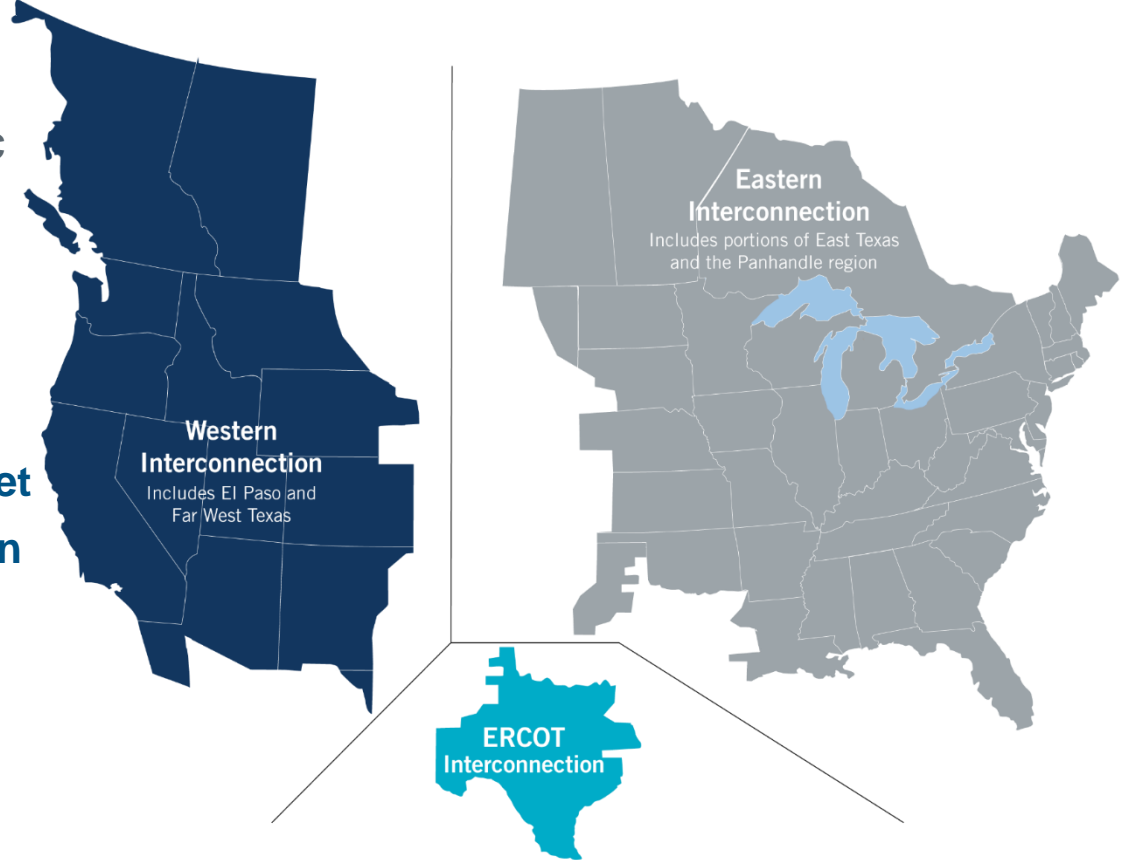 c
et
n
Western
Interconnection
Includes El Paso and
Far West Texas
Eastern
Interconnection
Includes portions of East Texas
and the Panhandle region
ERCOT
Interconnection